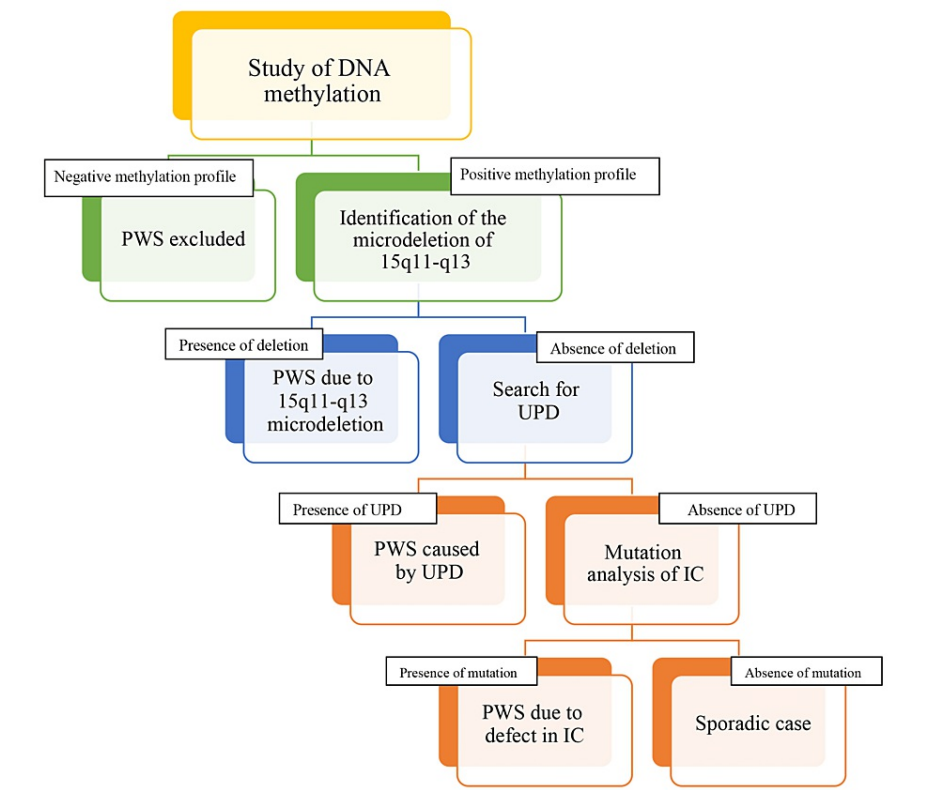 Study of DNA
methylation
Negative methylation profile
Positive methylation profile
PWS excluded
Identification of the
microdeletion of
15q11-q13
Presence of deletion
Absence of deletion
PWS due to
15q11-q13
microdeletion
Search for
UPD
Presence of UPD
Absence of UPD
PWS caused
by UPD
Mutation
analysis of IC
Presence of mutation
Absence of mutation
PWS due to
defect in IC
Sporadic case